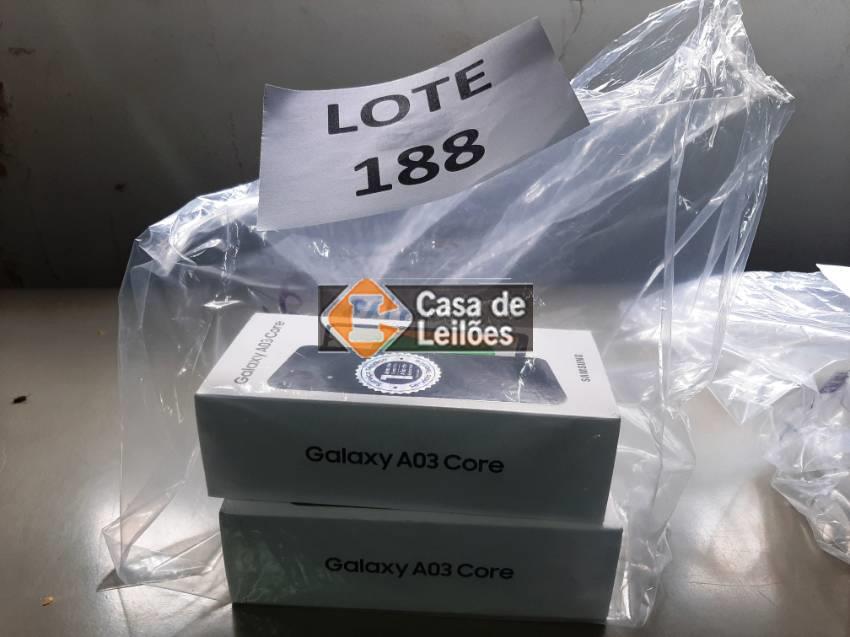 LOTE
188
Casa de
Leilões
Galaxy A03 Core
SAMSUNG
Galaxy A03 Core
Galaxy A03 Core